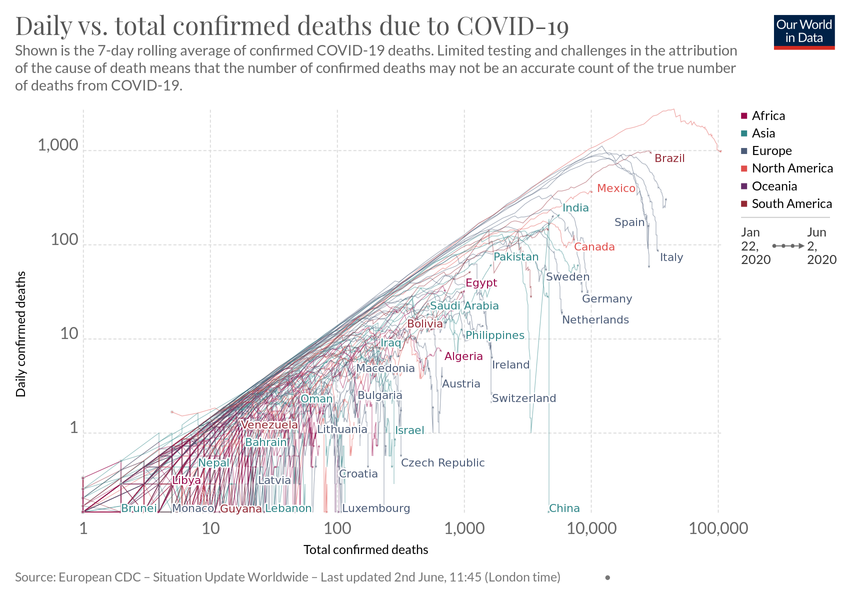 Daily vs. total confirmed deaths due to COVID-19
Our World
in Data
Shown is the 7-day rolling average of confirmed COVID-19 deaths. Limited testing and challenges in the attribution
of the cause of death means that the number of confirmed deaths may not be an accurate count of the true number
of deaths from COVID-19.
Africa
Asia
Europe
North America
Oceania
South America
Jan
22,
2020
Jun
2,
2020
Daily confirmed deaths
1,000
100
10
1
Brazil
Mexico
India
Spain
Canada
Italy
Pakistan
Sweden
Egypt
Germany
Saudi Arabia
Netherlands
Bolivia
Philippines
Iraq
Algeria
Ireland
Macedonia
Austria
Bulgaria
Switzerland
Oman
Venezuela
Lithuania
Israel
Bahrain
Nepal
Czech Republic
Croatia
Libya
Latvia
Brunei
Monaco
Guyana
Lebanon
Luxembourg
China
1
10
100
1,000
10,000
100,000
Total confirmed deaths
Source: European CDC – Situation Update Worldwide – Last updated 2nd June, 11:45 (London time)